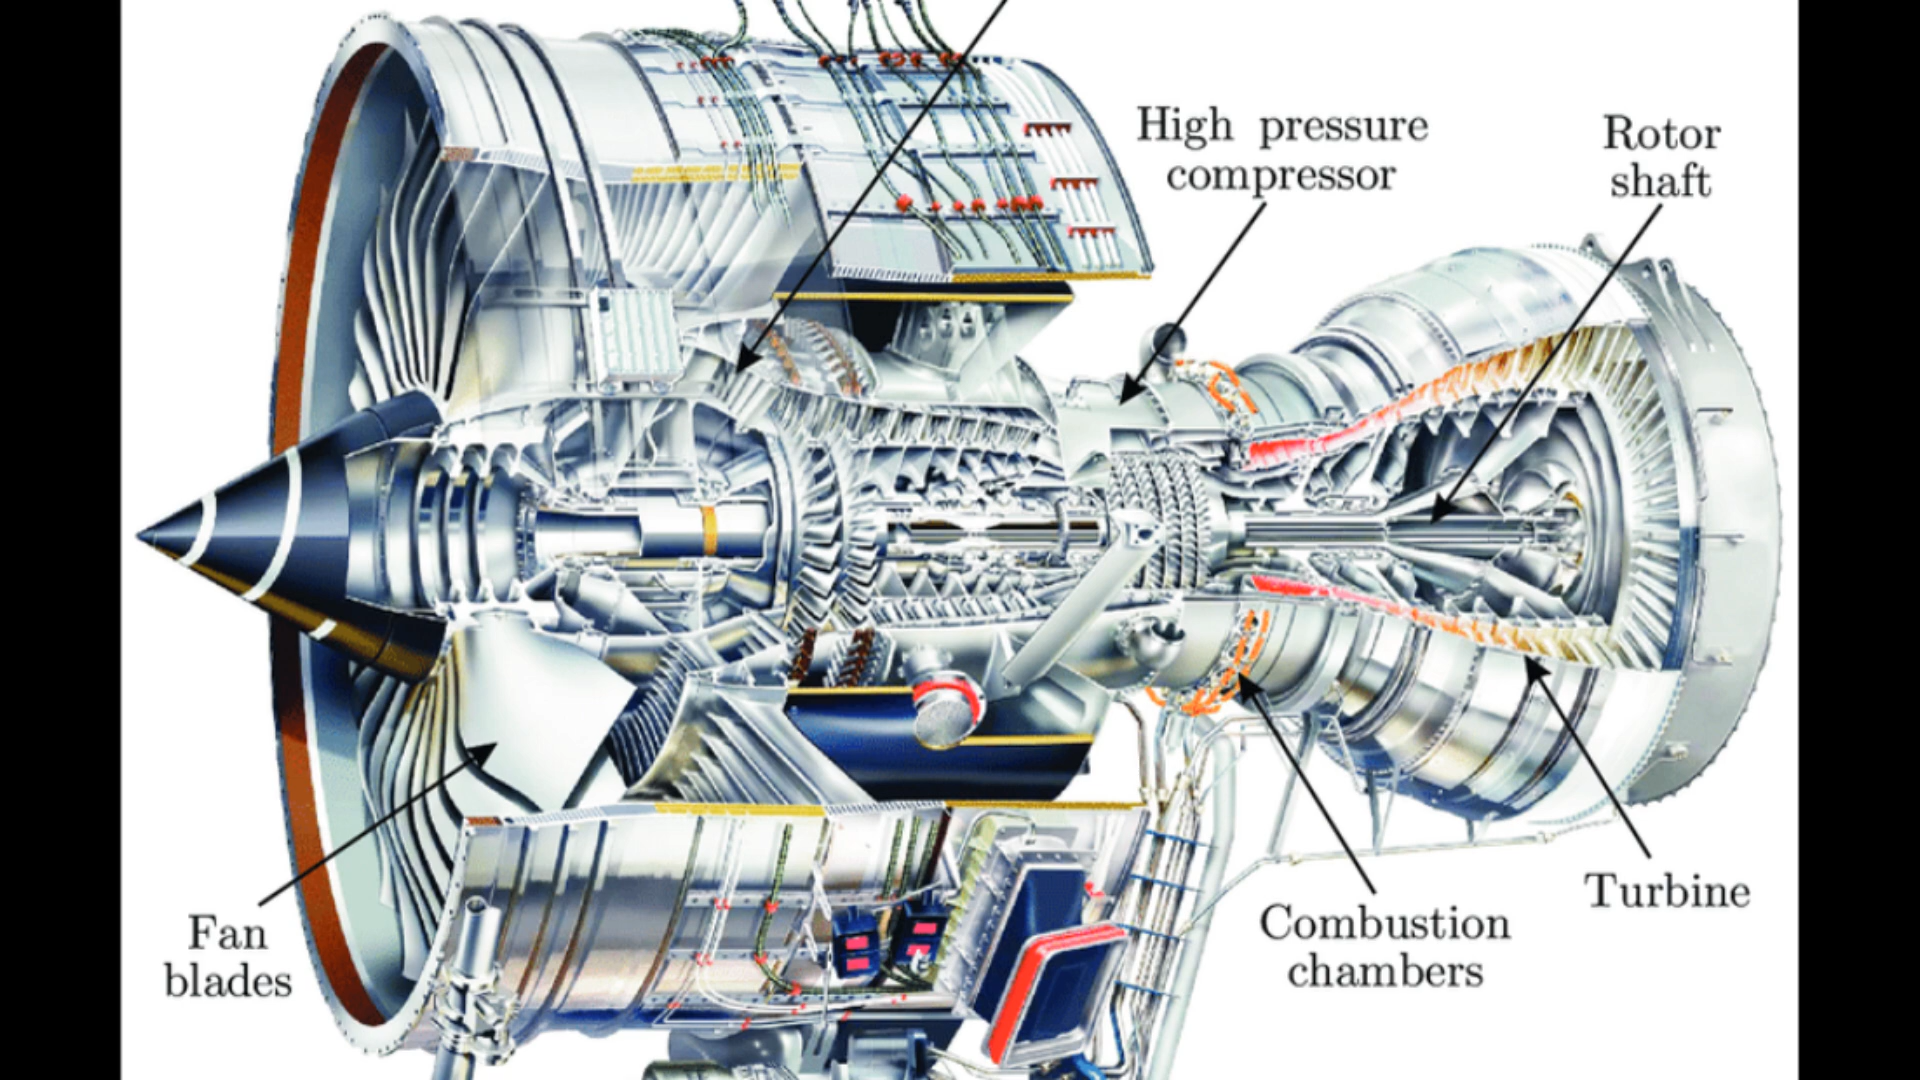 High pressure
compressor
Rotor
shaft
Fan
blades
Combustion
chambers
Turbine